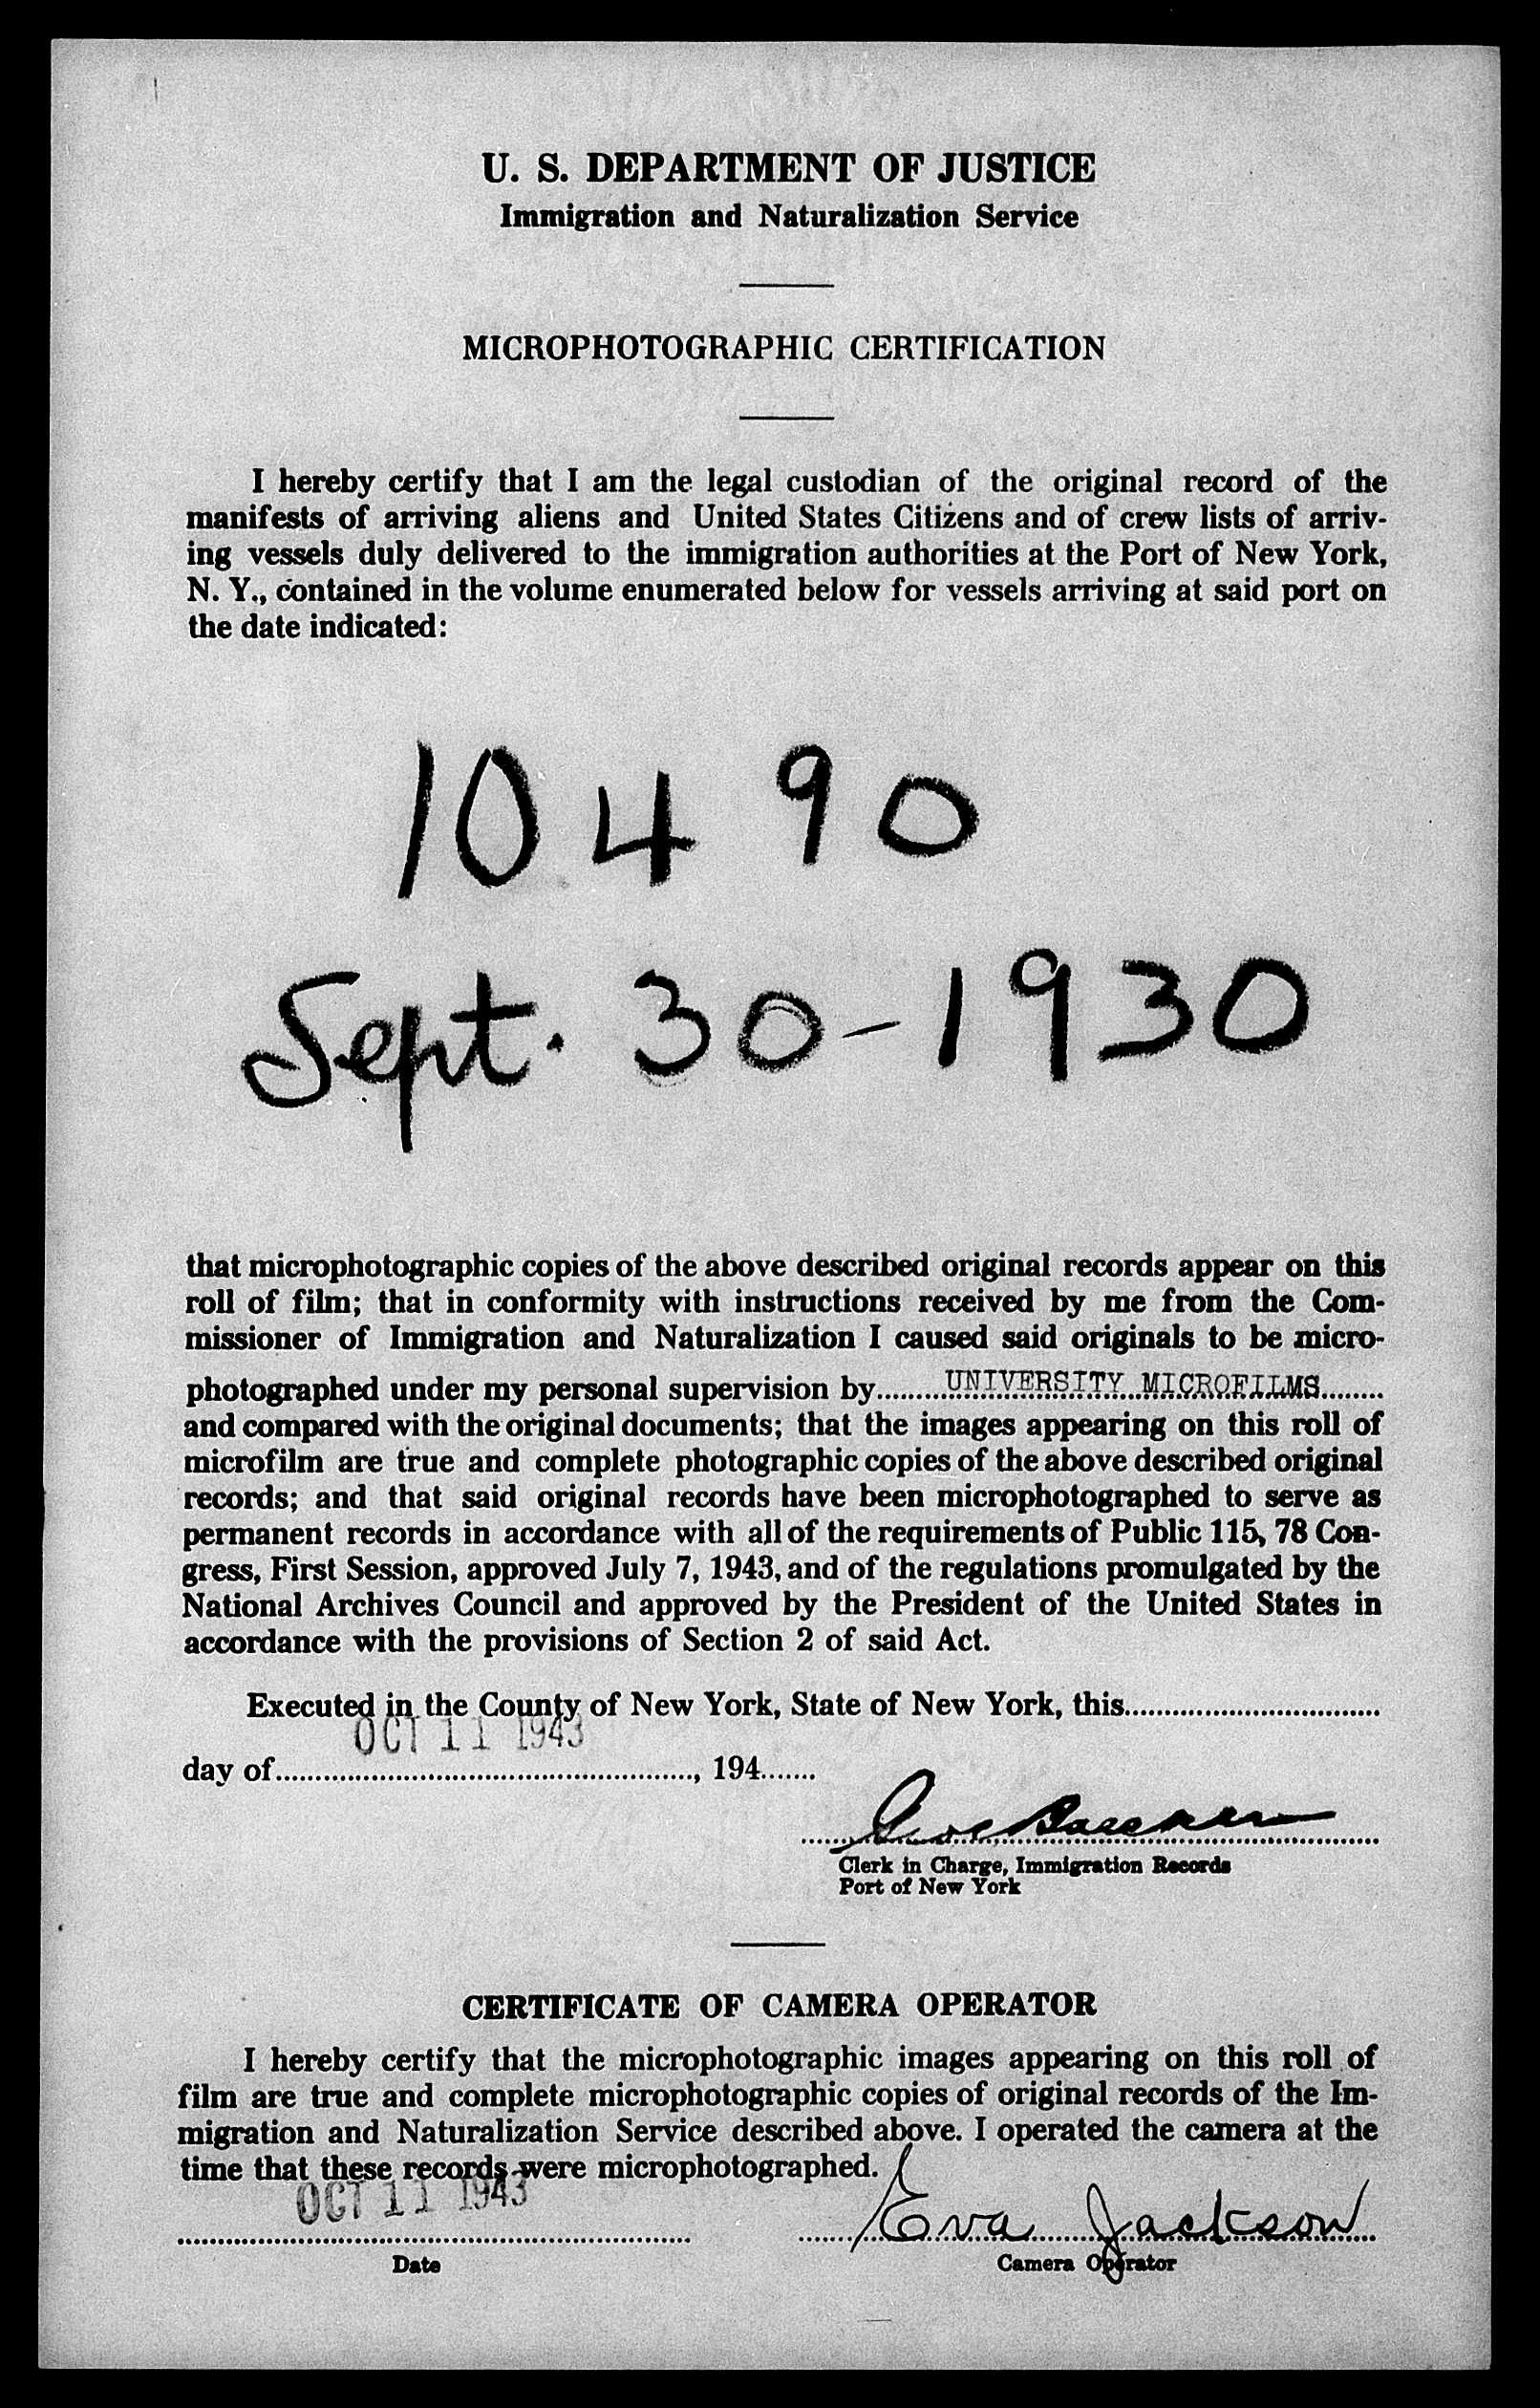 U. S. DEPARTMENT OF JUSTICE
Immigration and Naturalization Service
MICROPHOTOGRAPHIC CERTIFICATION
I hereby certify that I am the legal custodian of the original record of the
manifests of arriving aliens and United States Citizens and of crew lists of arriv-
ing vessels duly delivered to the immigration authorities at the Port of New York,
N. Y., contained in the volume enumerated below for vessels arriving at said port on
the date indicated:
10490
Sept. 30-1930
that microphotographic copies of the above described original records appear on this
roll of film; that in conformity with instructions received by me from the Com-
missioner of Immigration and Naturalization I caused said originals to be micro-
photographed under my personal supervision by........UNIVERSITY MICROFILMS........
and compared with the original documents; that the images appearing on this roll of
microfilm are true and complete photographic copies of the above described original
records; and that said original records have been microphotographed to serve as
permanent records in accordance with all of the requirements of Public 115, 78 Con-
gress, First Session, approved July 7, 1943, and of the regulations promulgated by the
National Archives Council and approved by the President of the United States in
accordance with the provisions of Section 2 of said Act.
Executed in the County of New York, State of New York, this................................
OCT 11 1943
day of...................................................., 194.......
Clerk in Charge, Immigration Records
Port of New York
CERTIFICATE OF CAMERA OPERATOR
I hereby certify that the microphotographic images appearing on this roll of
film are true and complete microphotographic copies of original records of the Im-
migration and Naturalization Service described above. I operated the camera at the
time that these records were microphotographed.
OCT 11 1943
Eva Jackson
Date
Camera Operator